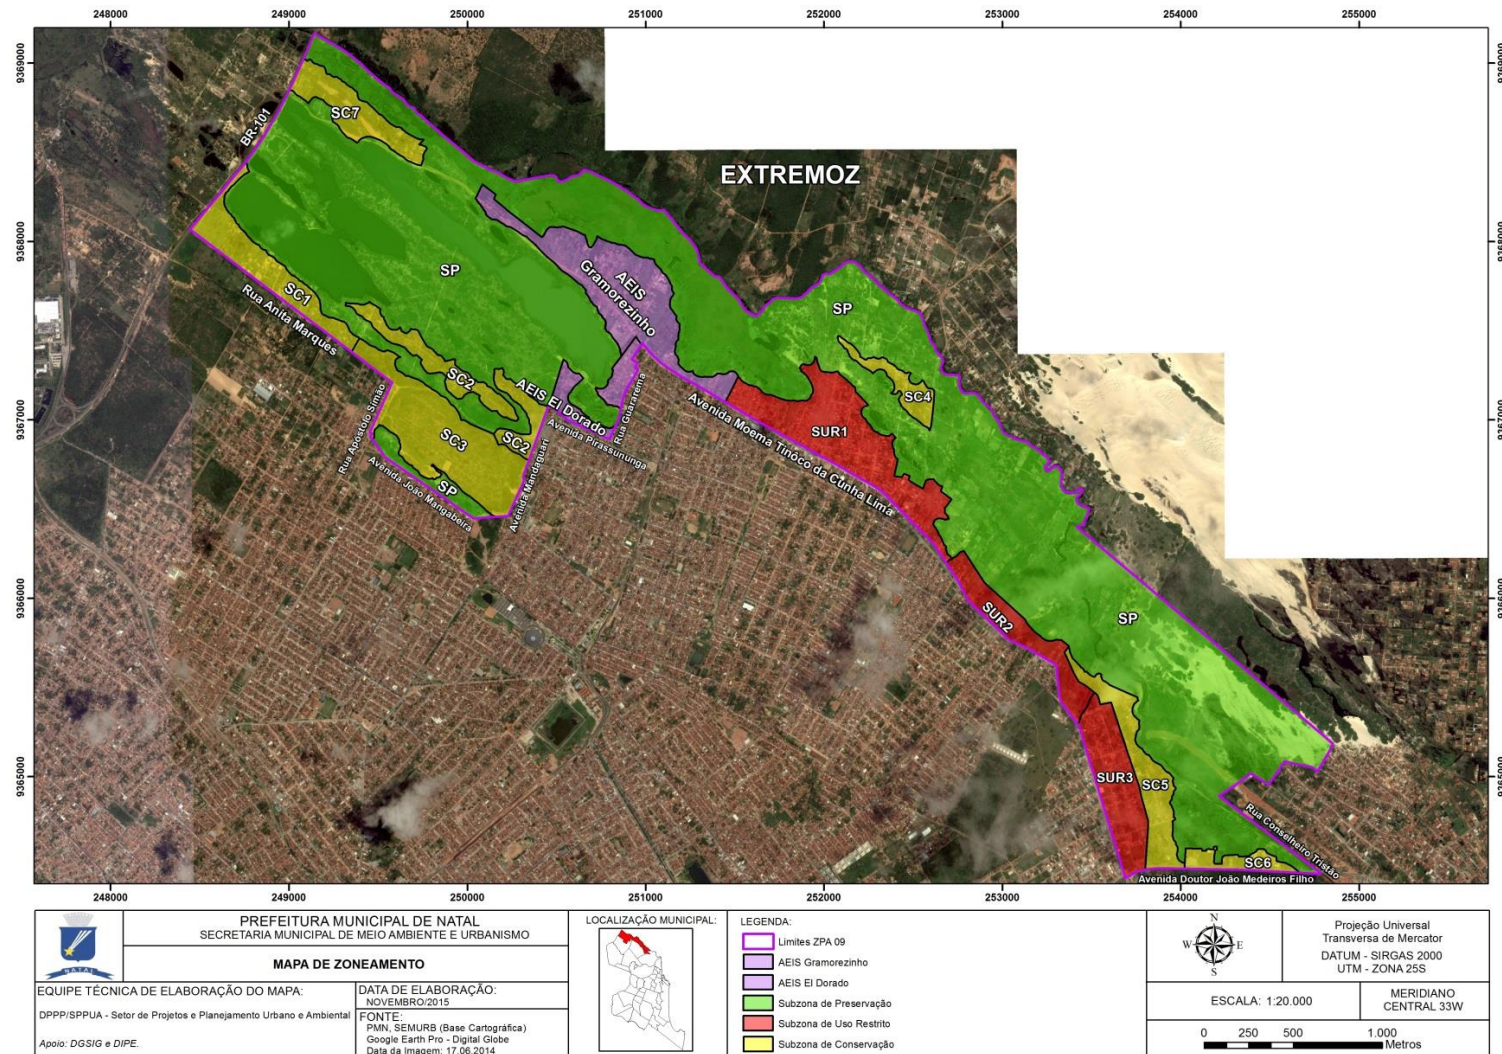 248000 249000 250000 251000 252000 253000 254000 255000
9369000 9369000
9368000 9368000
9367000 9367000
9366000 9366000
9365000 9365000
EXTREMOZ
BR-101
SC7
SP
AEIS
Gramorezinho
SP
SC1
Rua Anita Marques
SC2
SC4
AEIS El Dorado
Rua Guararema
Rua Apóstolo Simão
SC3
SC2
Avenida Pirassununga
Avenida Moema Tinôco da Cunha Lima
SUR1
Avenida João Mangabeira
SP
Avenida Mandaguari
SUR2
SP
SUR3
SC5
Rua Conselheiro Tristão
SC6
Avenida Doutor João Medeiros Filho
248000 249000 250000 251000 252000 253000 254000 255000
NATAL
PREFEITURA MUNICIPAL DE NATAL
SECRETARIA MUNICIPAL DE MEIO AMBIENTE E URBANISMO
MAPA DE ZONEAMENTO
EQUIPE TÉCNICA DE ELABORAÇÃO DO MAPA:
DPPP/SPPUA - Setor de Projetos e Planejamento Urbano e Ambiental
Apoio: DGSIG e DIPE.
DATA DE ELABORAÇÃO:
NOVEMBRO/2015
FONTE:
PMN, SEMURB (Base Cartográfica)
Google Earth Pro - Digital Globe
Data da Imagem: 17.06.2014
LOCALIZAÇÃO MUNICIPAL:
LEGENDA:
Limites ZPA 09
AEIS Gramorezinho
AEIS El Dorado
Subzona de Preservação
Subzona de Uso Restrito
Subzona de Conservação
N
W E
S
Projeção Universal
Transversa de Mercator
DATUM - SIRGAS 2000
UTM - ZONA 25S
ESCALA: 1:20.000
MERIDIANO
CENTRAL 33W
0 250 500 1.000
Metros